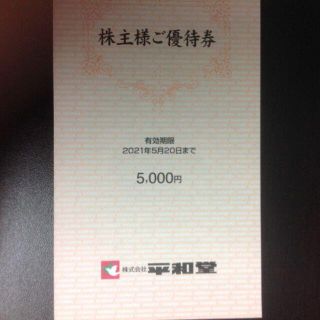 株主様ご優待券
有効期限
2021年5月20日まで
5,000円
株式会社 平和堂